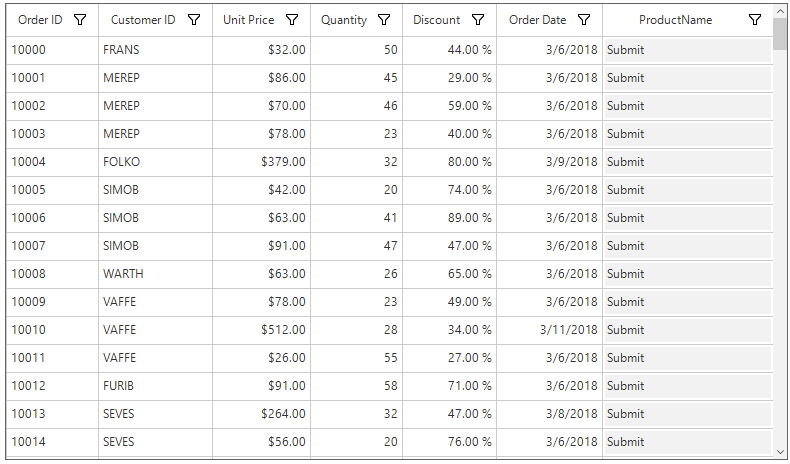 Order ID Customer ID Unit Price Quantity Discount Order Date ProductName
10000 FRANS $32.00 50 44.00 % 3/6/2018 Submit
10001 MEREP $86.00 45 29.00 % 3/6/2018 Submit
10002 MEREP $70.00 46 59.00 % 3/6/2018 Submit
10003 MEREP $78.00 23 40.00 % 3/6/2018 Submit
10004 FOLKO $379.00 32 80.00 % 3/9/2018 Submit
10005 SIMOB $42.00 20 74.00 % 3/6/2018 Submit
10006 SIMOB $63.00 41 89.00 % 3/6/2018 Submit
10007 SIMOB $91.00 47 47.00 % 3/6/2018 Submit
10008 WARTH $63.00 26 65.00 % 3/6/2018 Submit
10009 VAFFE $78.00 23 49.00 % 3/6/2018 Submit
10010 VAFFE $512.00 28 34.00 % 3/11/2018 Submit
10011 VAFFE $26.00 55 27.00 % 3/6/2018 Submit
10012 FURIB $91.00 58 71.00 % 3/6/2018 Submit
10013 SEVES $264.00 32 47.00 % 3/8/2018 Submit
10014 SEVES $56.00 20 76.00 % 3/6/2018 Submit